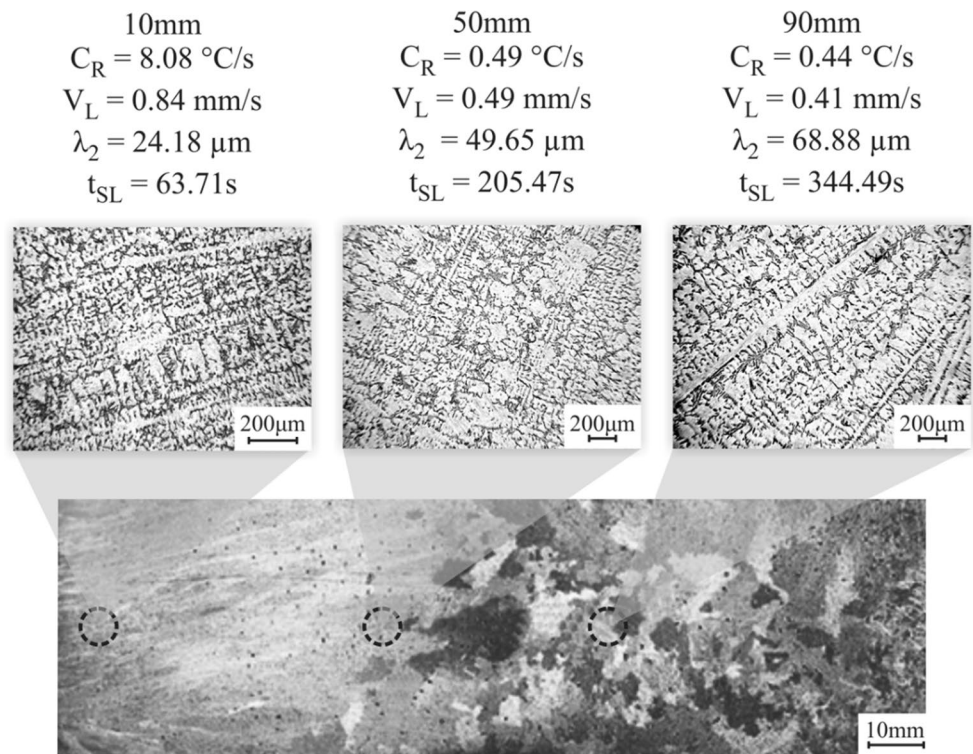 10mm
C_R = 8.08 °C/s
V_L = 0.84 mm/s
λ_2 = 24.18 µm
t_SL = 63.71s
50mm
C_R = 0.49 °C/s
V_L = 0.49 mm/s
λ_2 = 49.65 µm
t_SL = 205.47s
90mm
C_R = 0.44 °C/s
V_L = 0.41 mm/s
λ_2 = 68.88 µm
t_SL = 344.49s
200µm
200µm
200µm
10mm